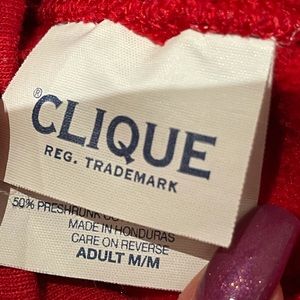 ® CLIQUE
REG. TRADEMARK
50% PRESHRUNK
MADE IN HONDURAS
CARE ON REVERSE
ADULT M/M